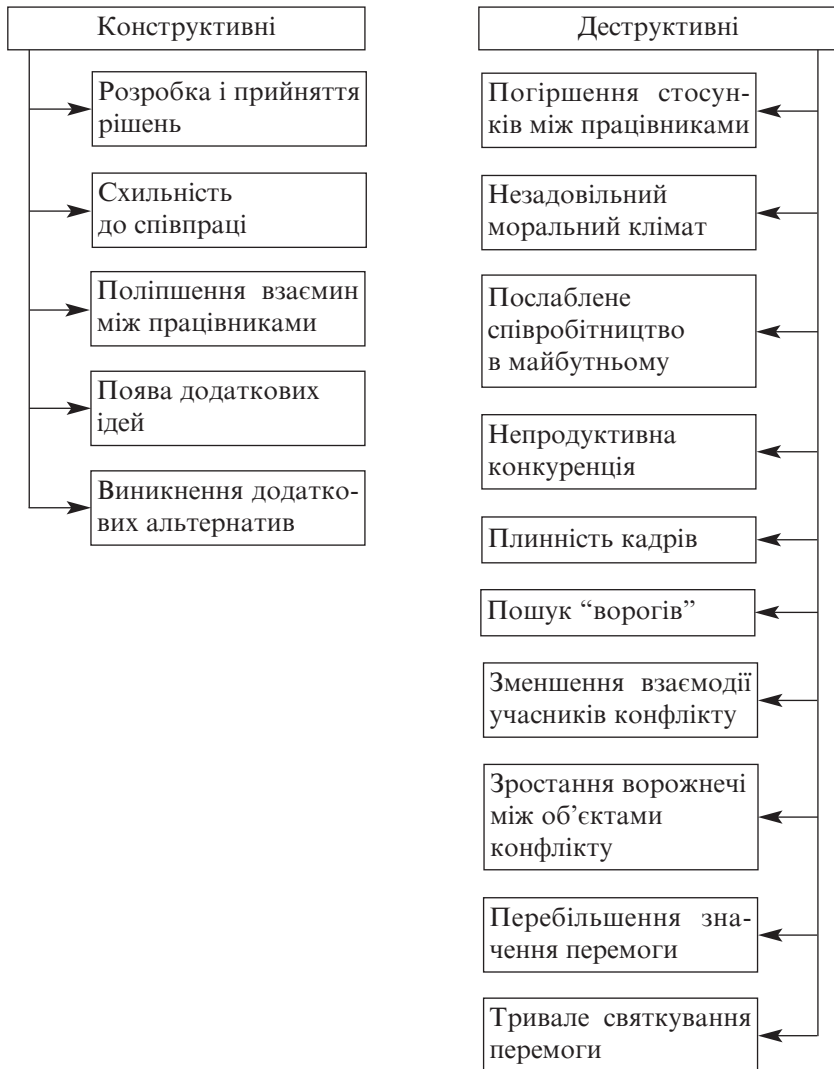 Конструктивні
Розробка і прийняття
рішень
Схильність
до співпраці
Поліпшення взаємин
між працівниками
Поява додаткових
ідей
Виникнення додатко-
вих альтернатив
Деструктивні
Погіршення стосун-
ків між працівниками
Незадовільний
моральний клімат
Послаблене
співробітництво
в майбутньому
Непродуктивна
конкуренція
Плинність кадрів
Пошук “ворогів”
Зменшення взаємодії
учасників конфлікту
Зростання ворожнечі
між об’єктами
конфлікту
Перебільшення зна-
чення перемоги
Тривале святкування
перемоги